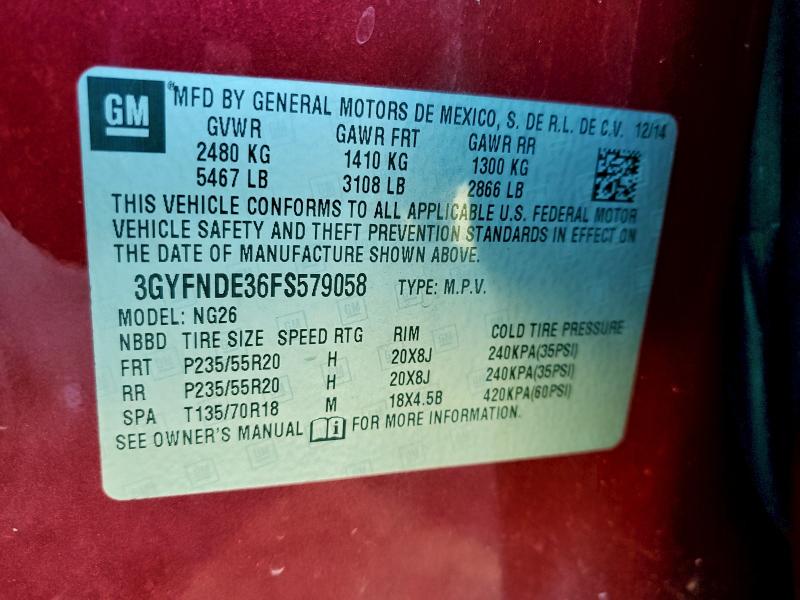 GM
® MFD BY GENERAL MOTORS DE MEXICO, S. DE R.L. DE C.V. 12/14
GVWR GAWR FRT GAWR RR
2480 KG 1410 KG 1300 KG
5467 LB 3108 LB 2866 LB
THIS VEHICLE CONFORMS TO ALL APPLICABLE U.S. FEDERAL MOTOR
VEHICLE SAFETY AND THEFT PREVENTION STANDARDS IN EFFECT ON
THE DATE OF MANUFACTURE SHOWN ABOVE.
3GYFNDE36FS579058 TYPE: M.P.V.
MODEL: NG26
NBBD TIRE SIZE SPEED RTG RIM COLD TIRE PRESSURE
FRT P235/55R20 H 20X8J 240KPA(35PSI)
RR P235/55R20 H 20X8J 240KPA(35PSI)
SPA T135/70R18 M 18X4.5B 420KPA(60PSI)
SEE OWNER'S MANUAL i FOR MORE INFORMATION.